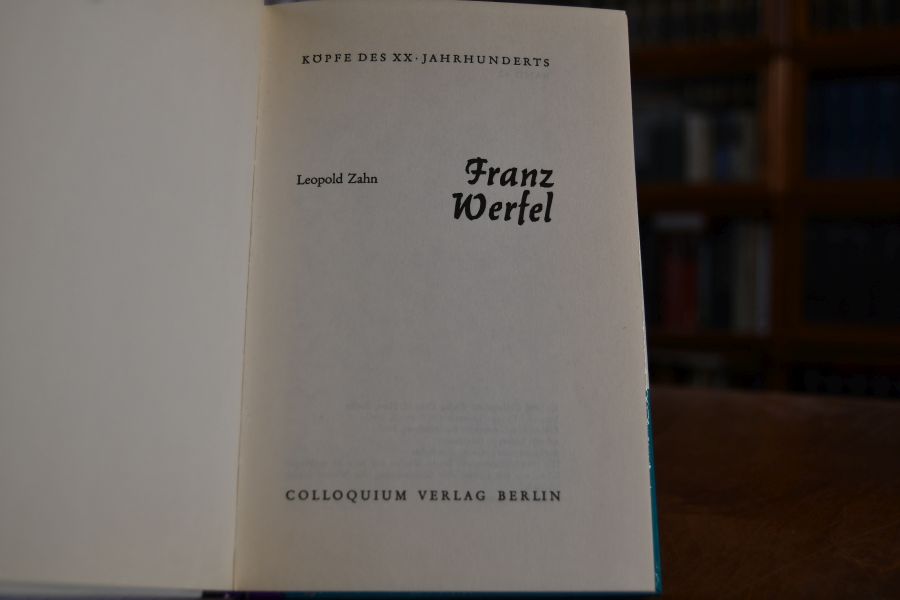 KÖPFE DES XX · JAHRHUNDERTS
Leopold Zahn
Franz
Werfel
COLLOQUIUM VERLAG BERLIN